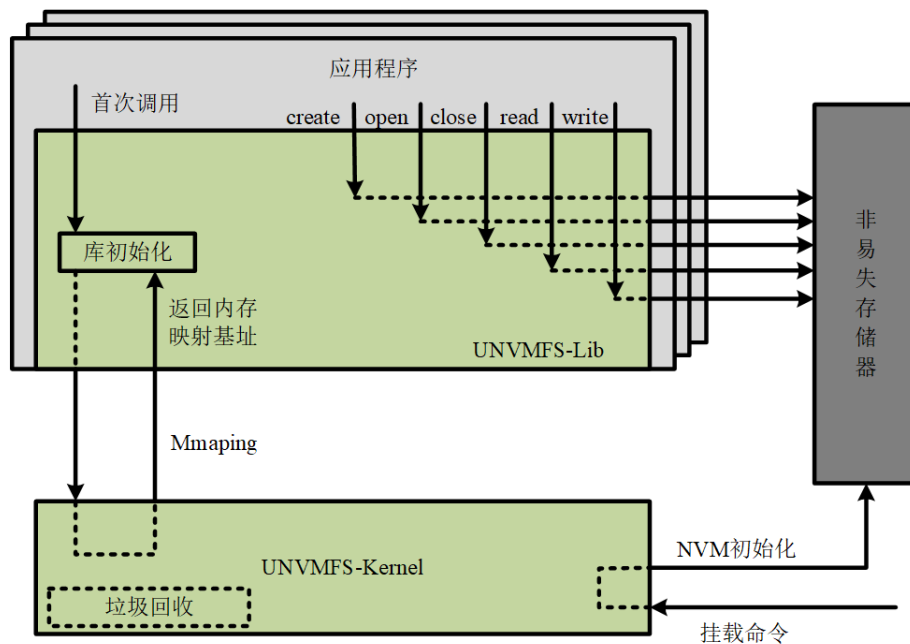 应用程序
首次调用
create open close read write
库初始化
返回内存
映射基址
UNVMFS-Lib
非易失存储器
Mmaping
UNVMFS-Kernel
垃圾回收
NVM初始化
挂载命令